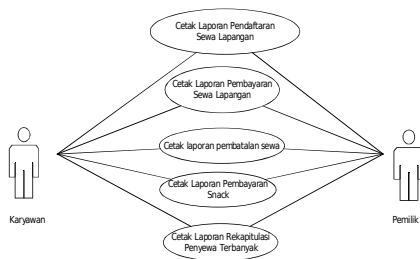 Cetak Laporan Pendaftaran
Sewa Lapangan
Cetak Laporan Pembayaran
Sewa Lapangan
Cetak laporan pembatalan sewa
Cetak Laporan Pembayaran
Snack
Karyawan
Pemilik
Cetak Laporan Rekapitulasi
Penyewa Terbanyak